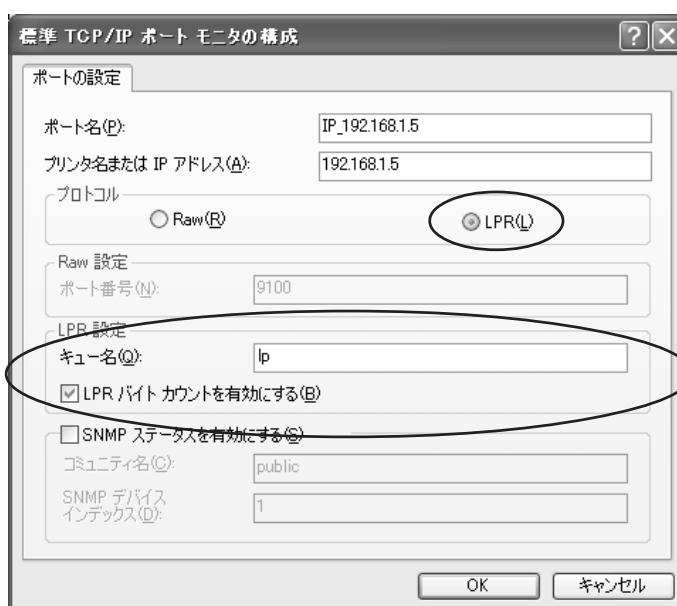 標準 TCP/IP ポート モニタの構成
ポートの設定
ポート名(P):
IP_192.168.1.5
プリンタ名または IP アドレス(A):
192.168.1.5
プロトコル
Raw(R)
LPR(L)
Raw 設定
ポート番号(N):
9100
LPR 設定
キュー名(Q):
lp
LPR バイト カウントを有効にする(B)
SNMP ステータスを有効にする(S)
コミュニティ名(C):
public
SNMP デバイス
インデックス(D):
1
OK
キャンセル